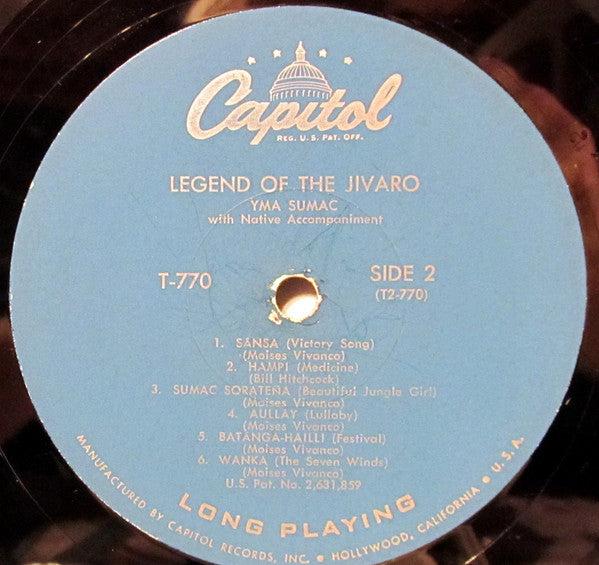 Capitol
REG. U.S. PAT. OFF.
LEGEND OF THE JIVARO
YMA SUMAC
with Native Accompaniment
T-770
SIDE 2
(T2-770)
1. SANSA (Victory Song)
(Moises Vivanco)
2. HAMPI (Medicine)
(Bill Hitchcock)
3. SUMAC SORATEÑA (Beautiful Jungle Girl)
(Moises Vivanco)
4. AULLAY (Lullaby)
(Moises Vivanco)
5. BATANGA-HAILLI (Festival)
(Moises Vivanco)
6. WANKA (The Seven Winds)
(Moises Vivanco)
U.S. Pat. No. 2,631,859
LONG PLAYING
MANUFACTURED BY CAPITOL RECORDS, INC. • HOLLYWOOD, CALIFORNIA • U.S.A.